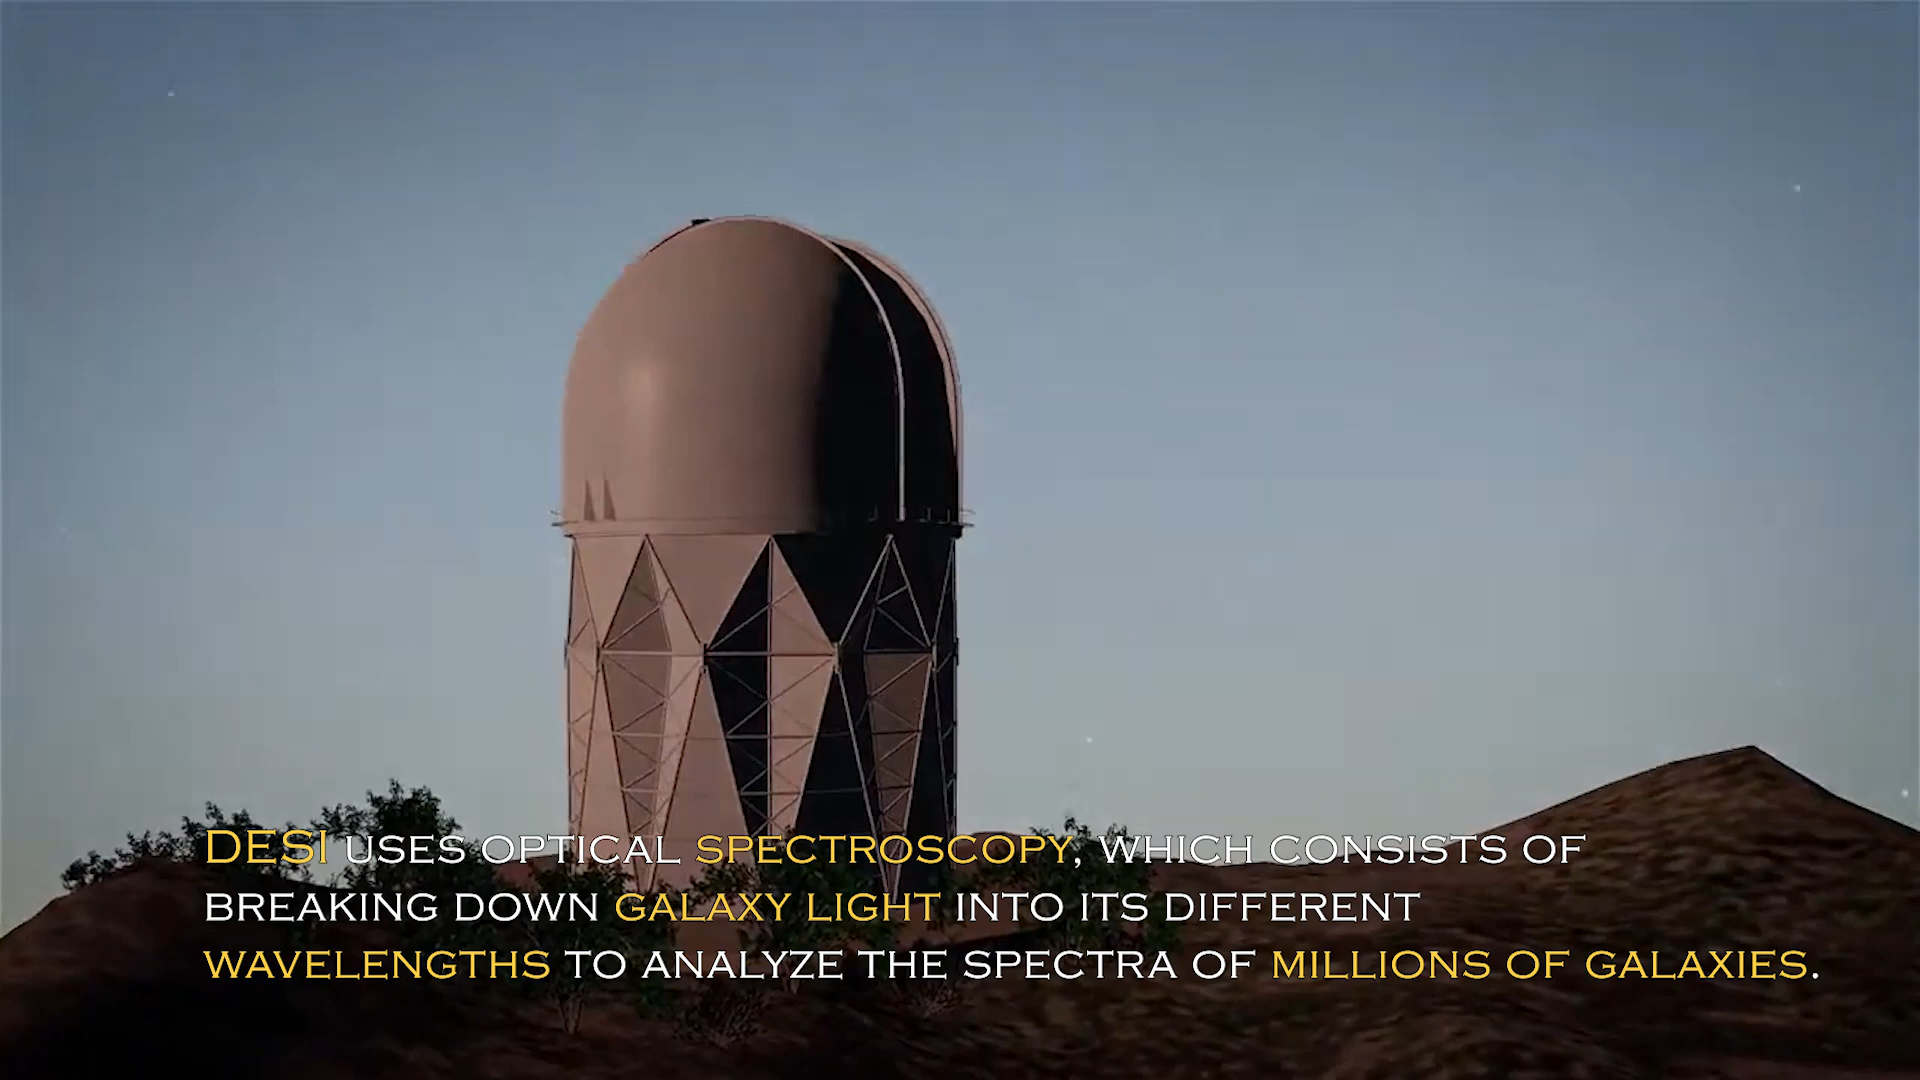 DESI USES OPTICAL SPECTROSCOPY, WHICH CONSISTS OF
BREAKING DOWN GALAXY LIGHT INTO ITS DIFFERENT
WAVELENGTHS TO ANALYZE THE SPECTRA OF MILLIONS OF GALAXIES.